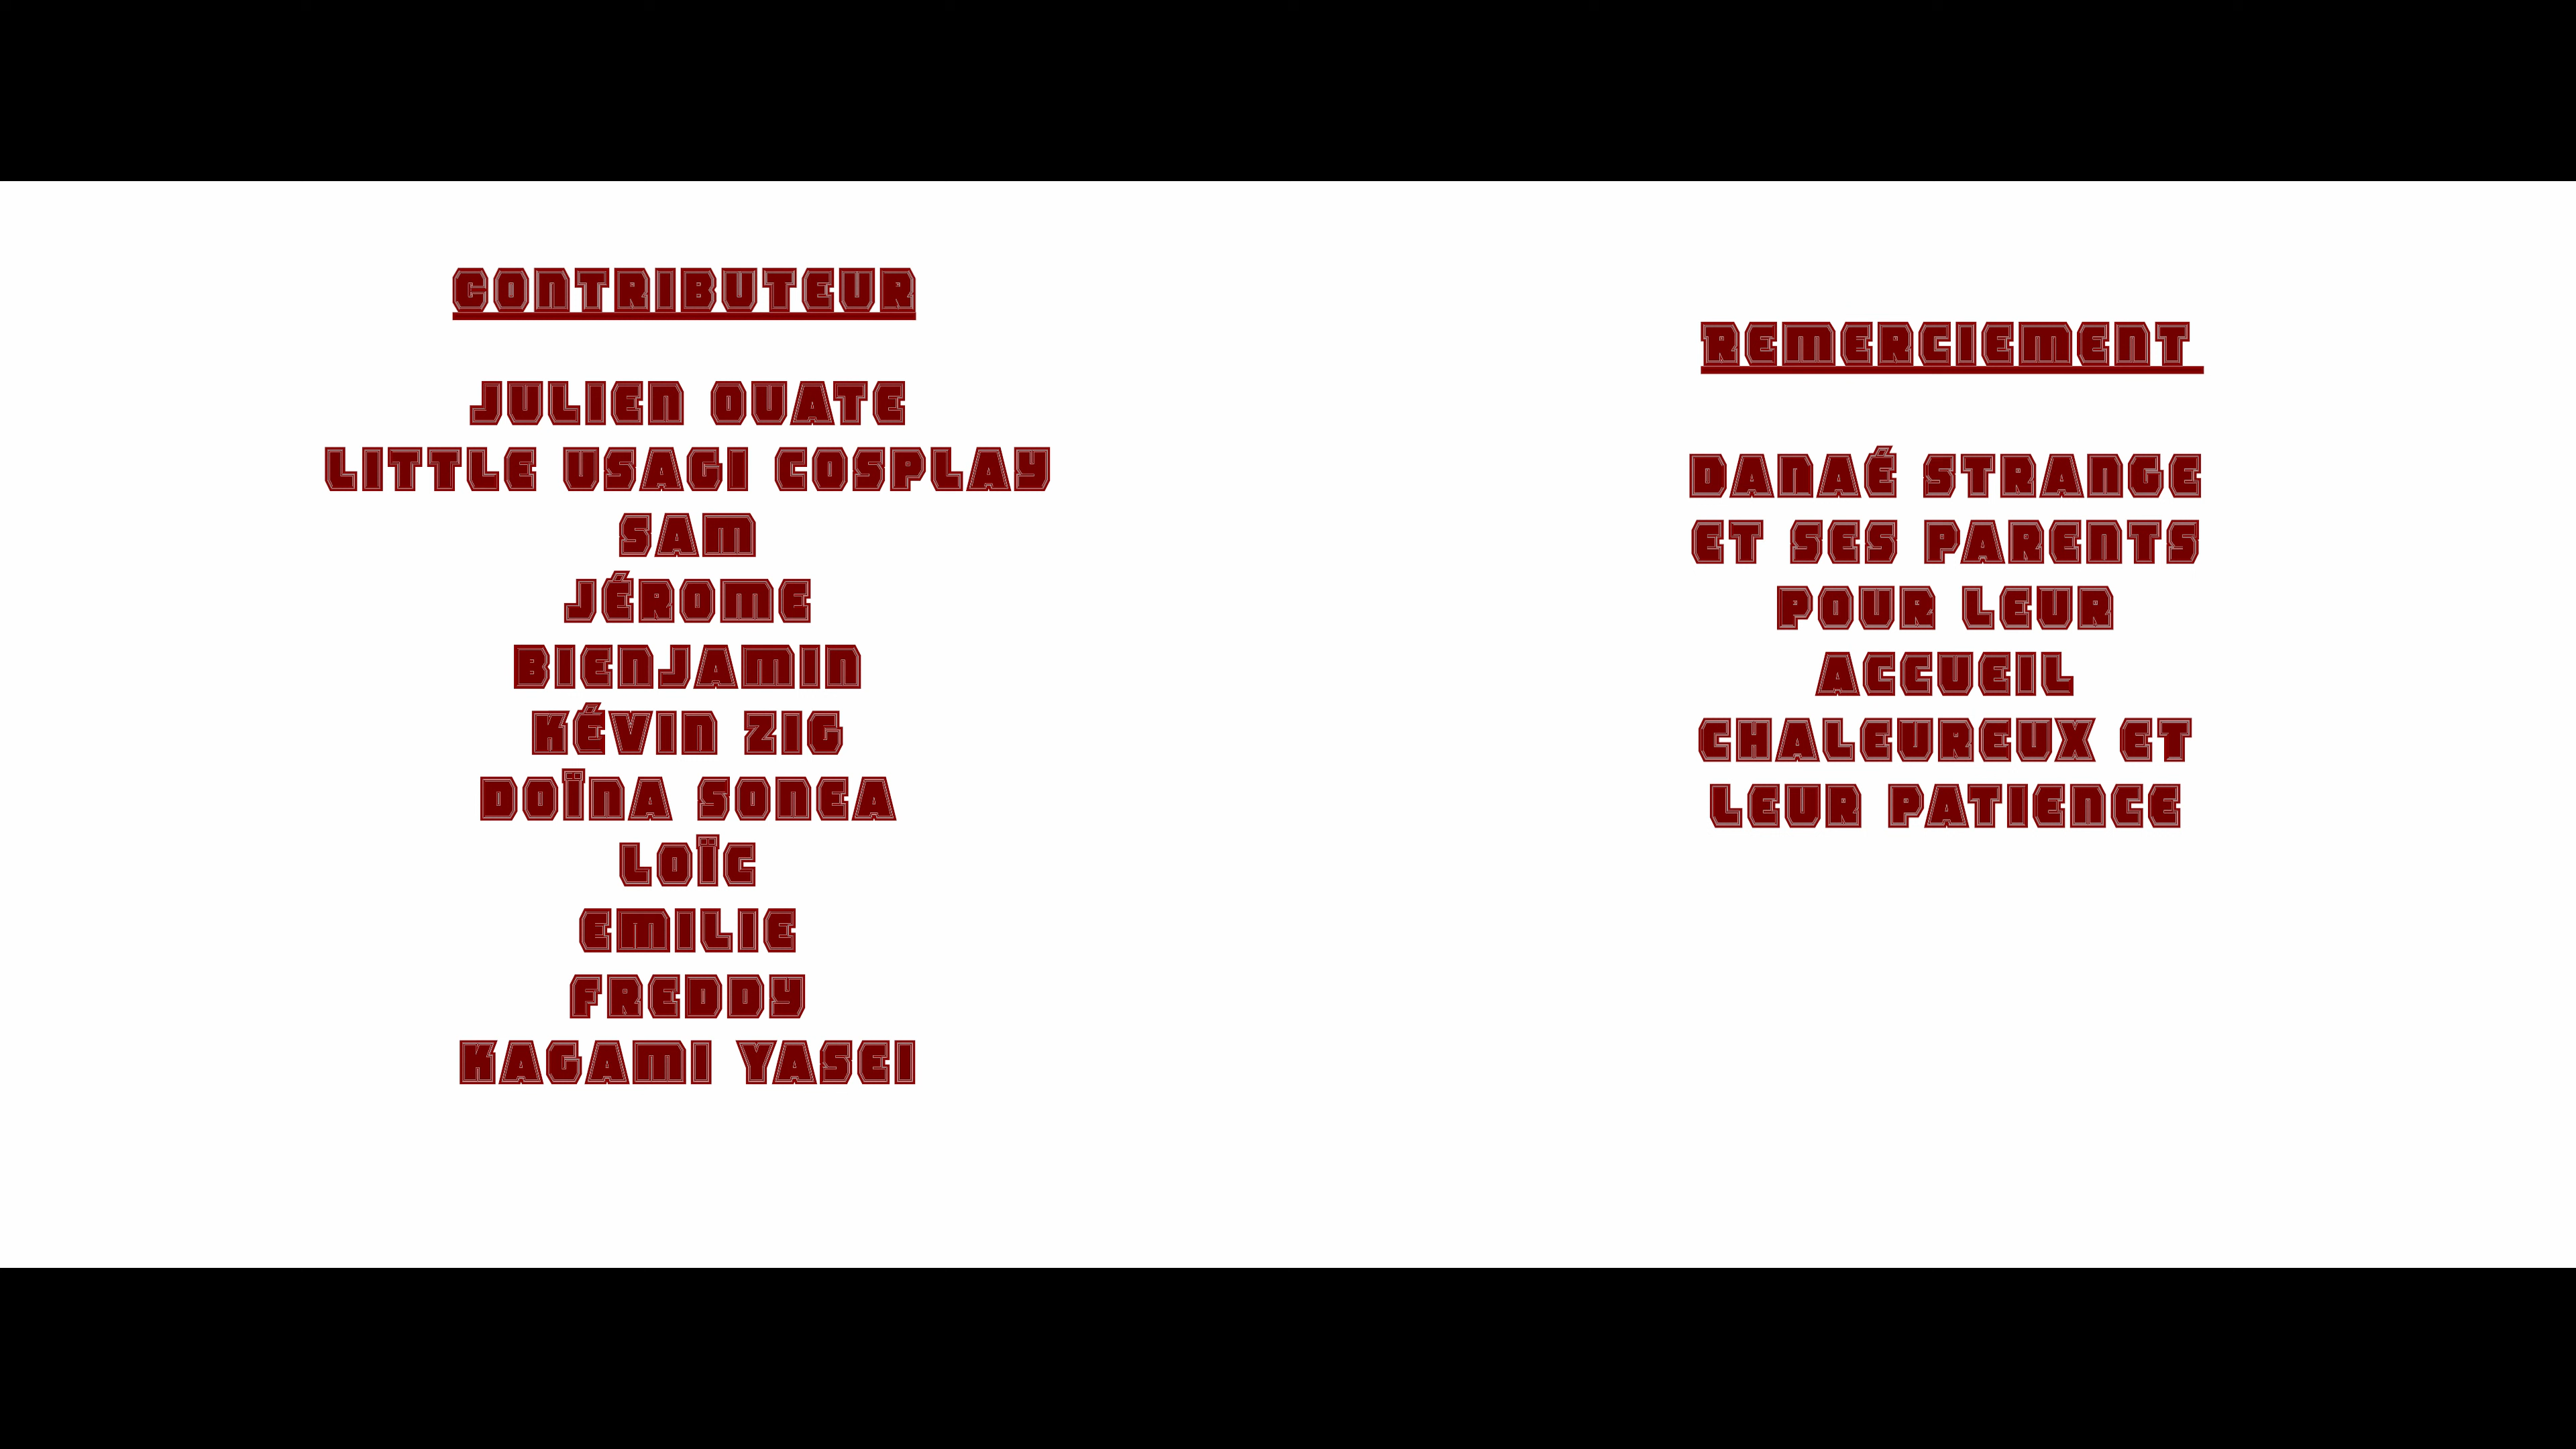 CONTRIBUTEUR
JULIEN OUATE
LITTLE USAGI COSPLAY
SAM
JÉROME
BIENJAMIN
KÉVIN ZIG
DOÏNA SONEA
LOÏC
EMILIE
FREDDY
KAGAMI YASEI
REMERCIEMENT
DANAÉ STRANGE
ET SES PARENTS
POUR LEUR
ACCUEIL
CHALEUREUX ET
LEUR PATIENCE